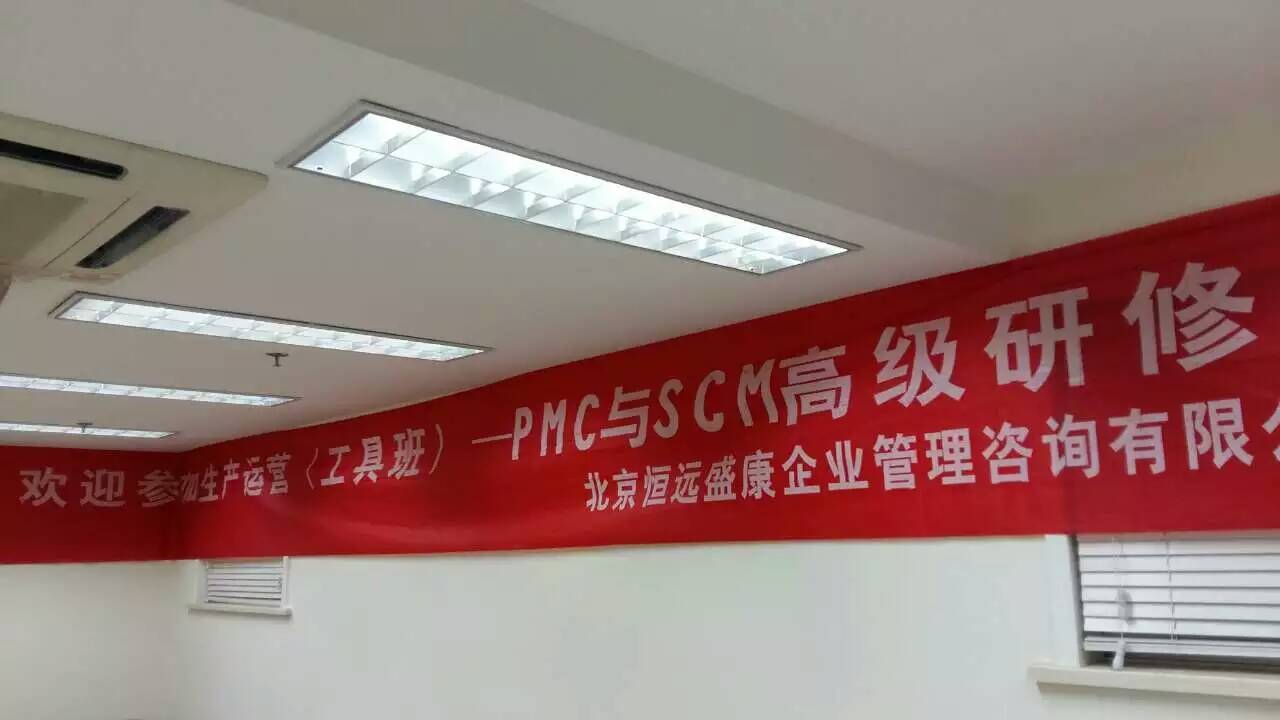 欢迎参加生产运营（工具班）—PMC与SCM高级研修
北京恒远盛康企业管理咨询有限公